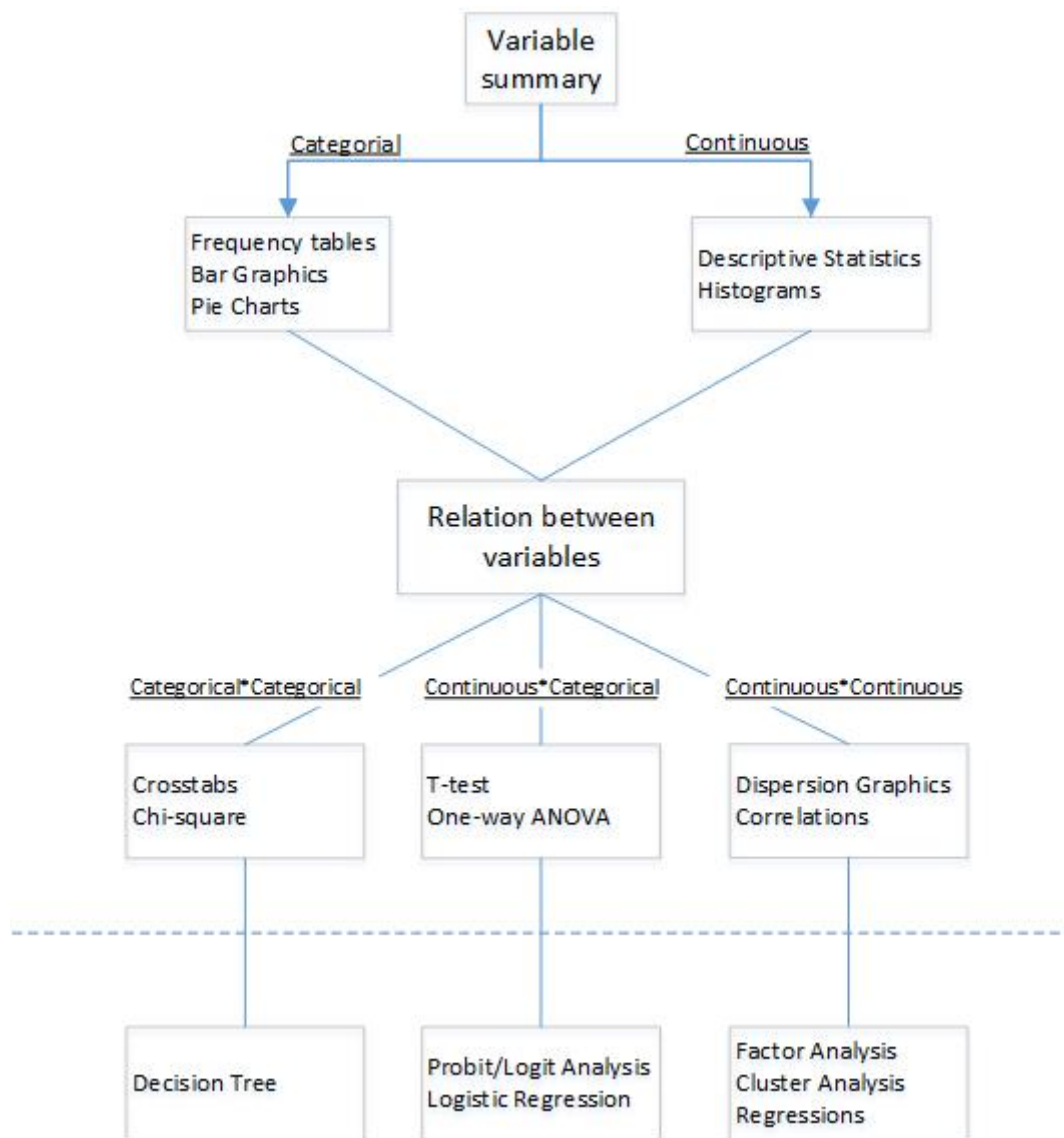 Variable
summary
Categorial
Continuous
Frequency tables
Bar Graphics
Pie Charts
Descriptive Statistics
Histograms
Relation between
variables
Categorical*Categorical
Continuous*Categorical
Continuous*Continuous
Crosstabs
Chi-square
T-test
One-way ANOVA
Dispersion Graphics
Correlations
Decision Tree
Probit/Logit Analysis
Logistic Regression
Factor Analysis
Cluster Analysis
Regressions